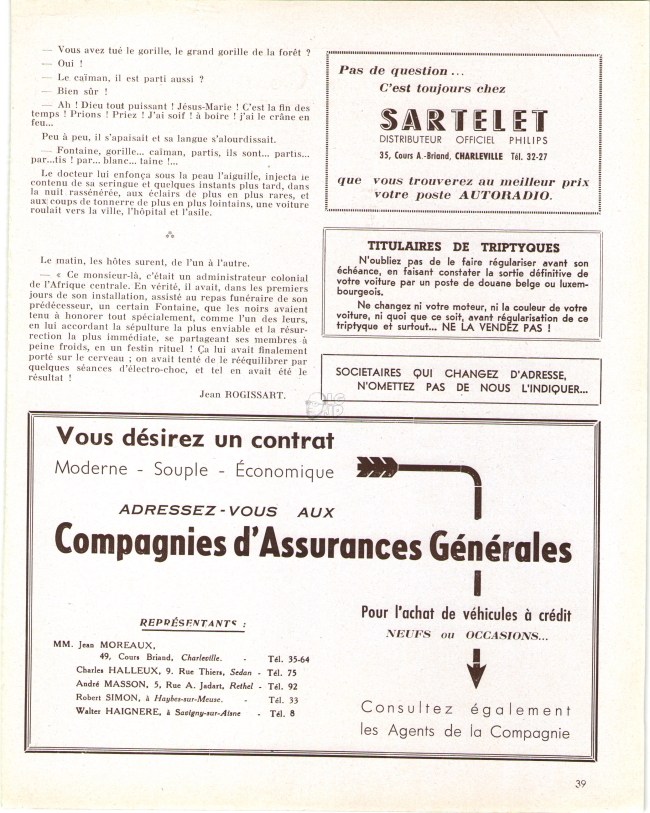 — Vous avez tué le gorille, le grand gorille de la forêt ?
— Oui !
— Le caïman, il est parti aussi ?
— Bien sûr !
— Ah ! Dieu tout puissant ! Jésus-Marie ! C'est la fin des
temps ! Prions ! Priez ! J'ai soif ! à boire ! j'ai le crâne en
feu...
Peu à peu, il s'apaisait et sa langue s'alourdissait.
— Fontaine, gorille... caïman, partis, ils sont... partis...
par...tis ! par... blanc... taine !...
Le docteur lui enfonça sous la peau l'aiguille, injecta le
contenu de sa seringue et quelques instants plus tard, dans
la nuit rassérénée, aux éclairs de plus en plus rares, et
aux coups de tonnerre de plus en plus lointains, une voiture
roulait vers la ville, l'hôpital et l'asile.
Le matin, les hôtes surent, de l'un à l'autre.
— « Ce monsieur-là, c'était un administrateur colonial
de l'Afrique centrale. En vérité, il avait, dans les premiers
jours de son installation, assisté au repas funéraire de son
prédécesseur, un certain Fontaine, que les noirs avaient
tenu à honorer tout spécialement, comme l'un des leurs,
en lui accordant la sépulture la plus enviable et la résur-
rection la plus immédiate, se partageant ses membres à
peine froids, en un festin rituel ! Ça lui avait finalement
porté sur le cerveau ; on avait tenté de le rééquilibrer par
quelques séances d'électro-choc, et tel en avait été le
résultat !
Jean ROGISSART.
Pas de question...
C'est toujours chez
SARTELET
DISTRIBUTEUR OFFICIEL PHILIPS
35, Cours A.-Briand, CHARLEVILLE Tél. 32-27
que vous trouverez au meilleur prix
votre poste AUTORADIO.
TITULAIRES DE TRIPTYQUES
N'oubliez pas de le faire régulariser avant son
échéance, en faisant constater la sortie définitive de
votre voiture par un poste de douane belge ou luxem-
bourgeois.
Ne changez ni votre moteur, ni la couleur de votre
voiture, ni quoi que ce soit, avant régularisation de ce
triptyque et surtout... NE LA VENDEZ PAS !
SOCIETAIRES QUI CHANGEZ D'ADRESSE,
N'OMETTEZ PAS DE NOUS L'INDIQUER...
Vous désirez un contrat
Moderne - Souple - Économique
ADRESSEZ-VOUS AUX
Compagnies d'Assurances Générales
REPRÉSENTANTS :
MM. Jean MOREAUX,
49, Cours Briand, Charleville. - Tél. 35-64
Charles HALLEUX, 9. Rue Thiers, Sedan - Tél. 75
André MASSON, 5, Rue A. Jadart, Rethel - Tél. 92
Robert SIMON, à Haybes-sur-Meuse. - Tél. 33
Walter HAIGNERE, à Savigny-sur-Aisne - Tél. 8
Pour l'achat de véhicules à crédit
NEUFS ou OCCASIONS...
Consultez également
les Agents de la Compagnie
39